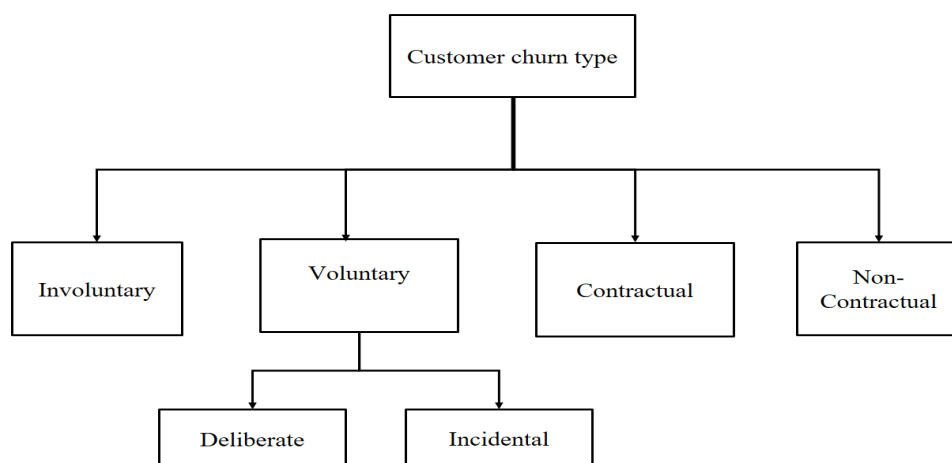 Customer churn type
Involuntary
Voluntary
Contractual
Non-
Contractual
Deliberate
Incidental